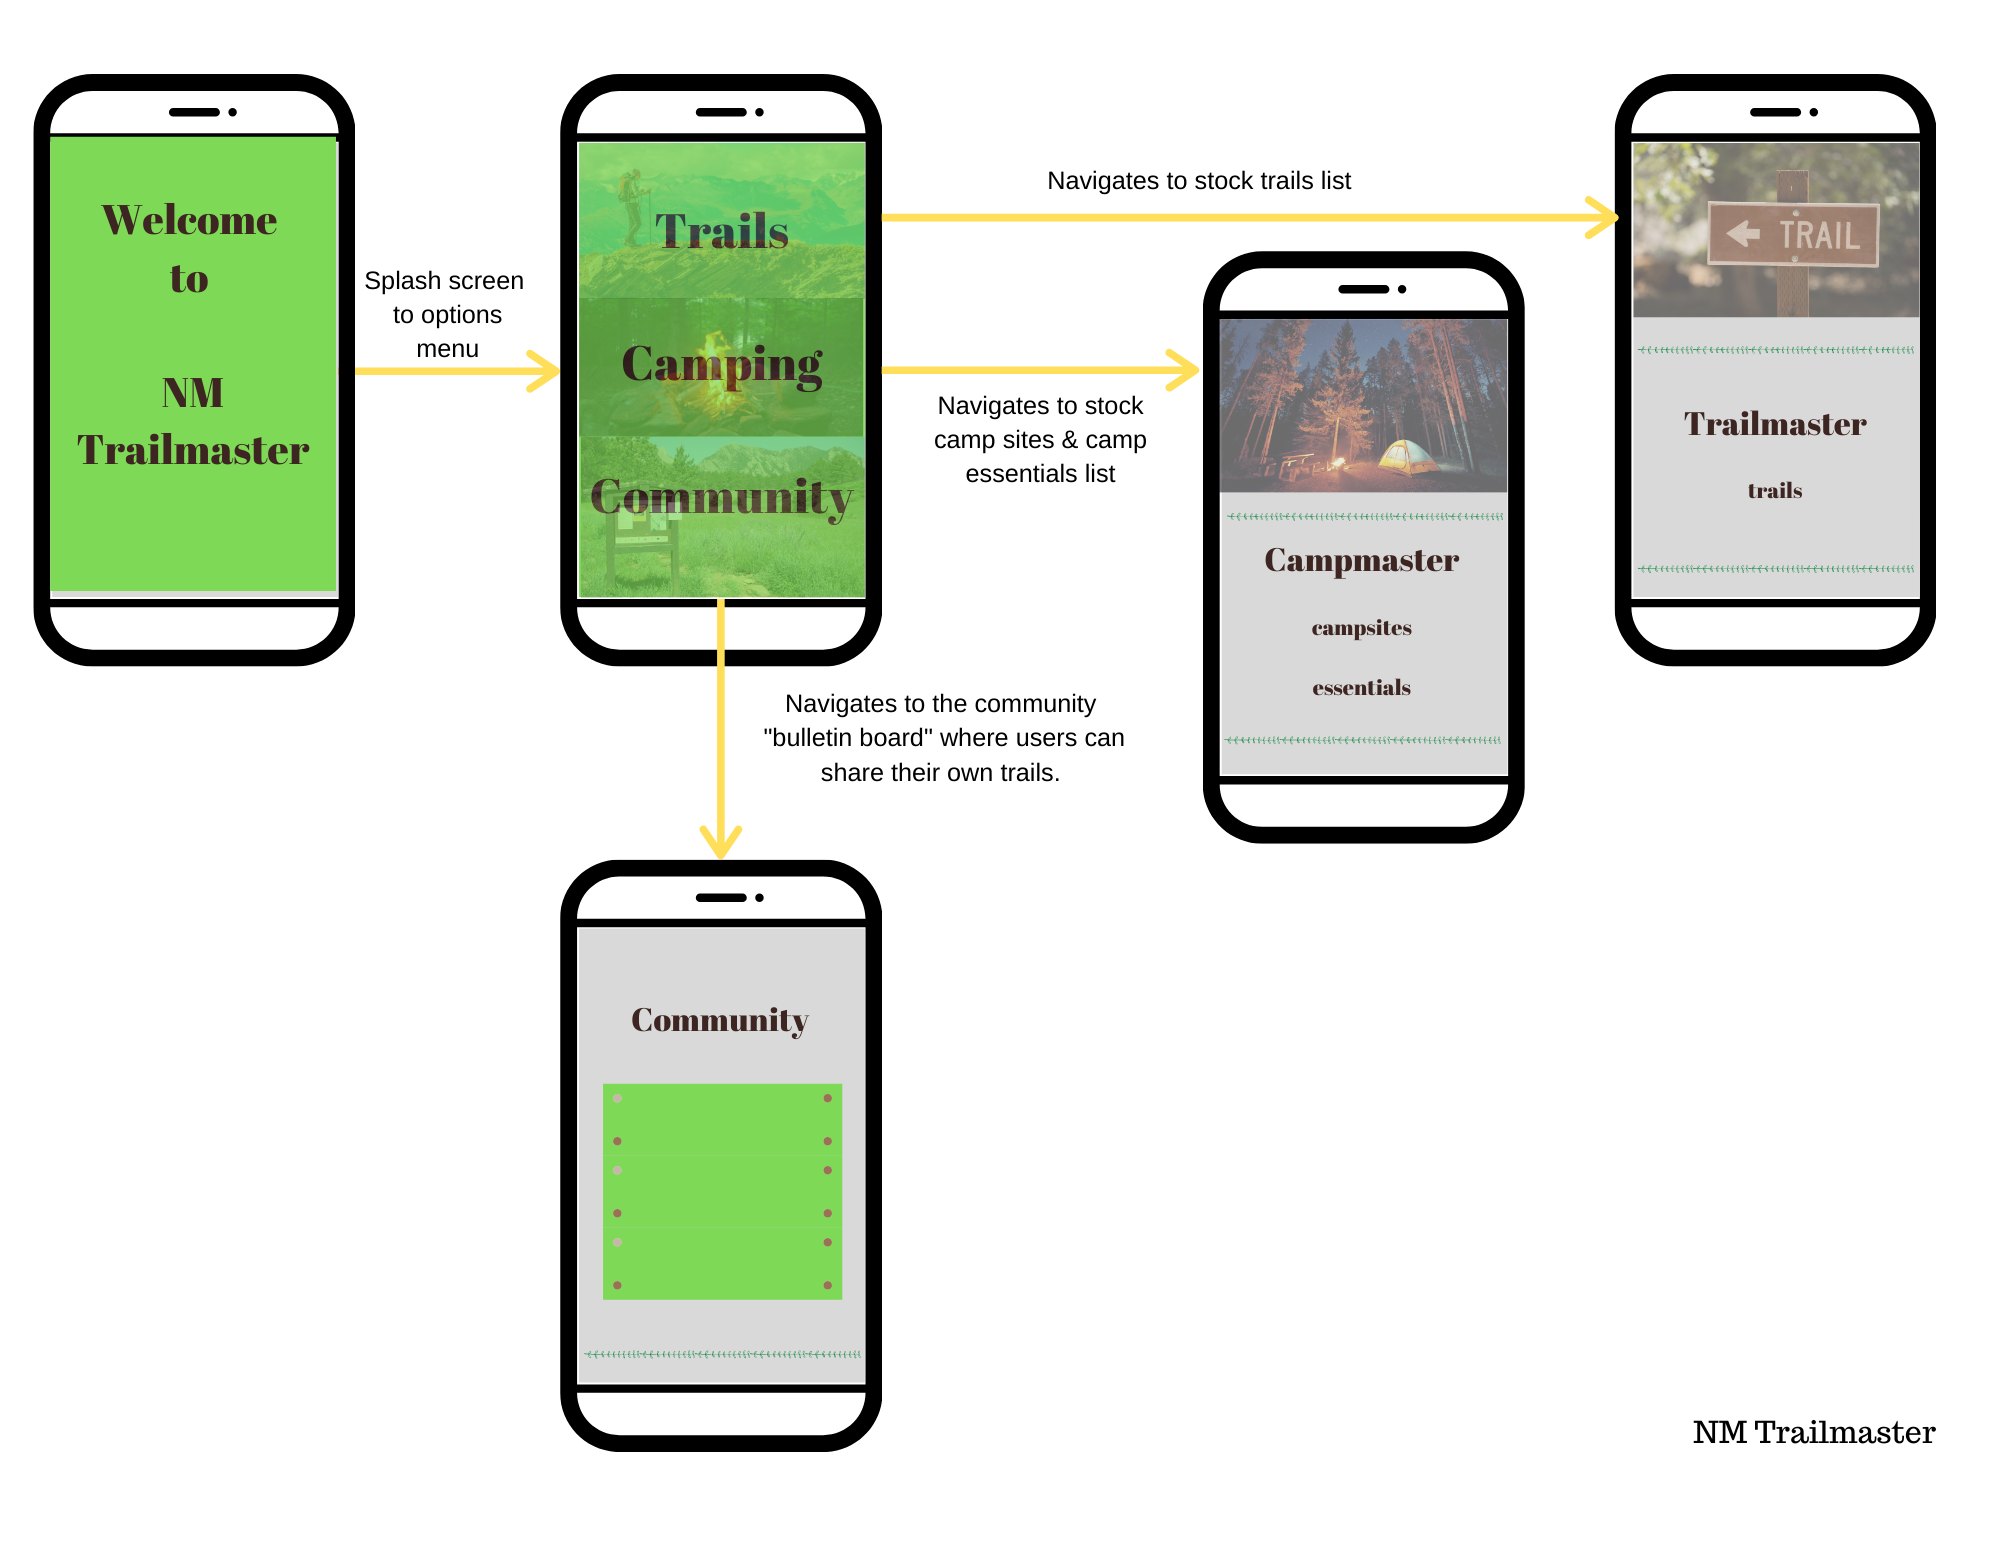 Welcome
to
NM
Trailmaster
Splash screen
to options
menu
Trails
Camping
Community
Navigates to stock trails list
Navigates to stock
camp sites & camp
essentials list
Navigates to the community
"bulletin board" where users can
share their own trails.
Campmaster
campsites
essentials
TRAIL
Trailmaster
trails
Community
NM Trailmaster